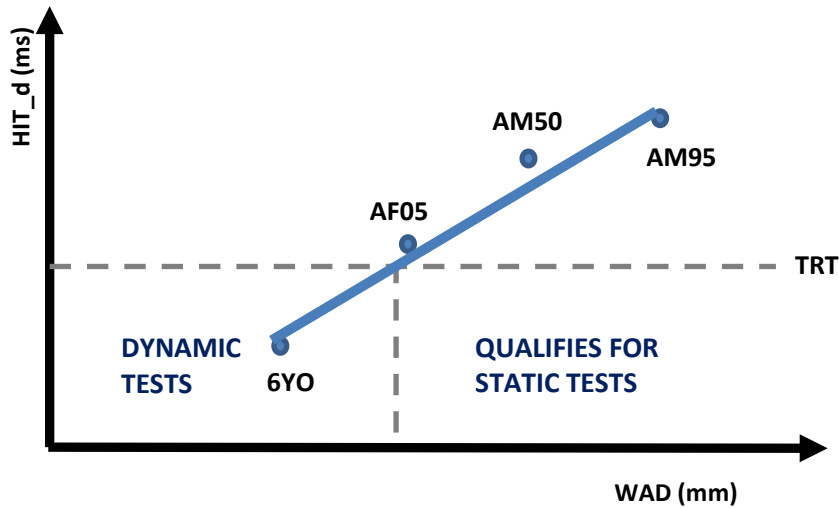 HIT_d (ms)
AM50
AM95
AF05
TRT
DYNAMIC
TESTS
6YO
QUALIFIES FOR
STATIC TESTS
WAD (mm)